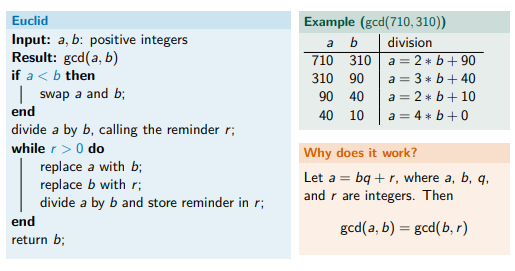 Euclid
Input: a, b: positive integers
Result: gcd(a, b)
if a < b then
swap a and b;
end
divide a by b, calling the reminder r;
while r > 0 do
replace a with b;
replace b with r;
divide a by b and store reminder in r;
end
return b;
Example (gcd(710, 310))
a b division
710 310 a = 2 ∗ b + 90
310 90 a = 3 ∗ b + 40
90 40 a = 2 ∗ b + 10
40 10 a = 4 ∗ b + 0
Why does it work?
Let a = bq + r, where a, b, q,
and r are integers. Then
gcd(a, b) = gcd(b, r)